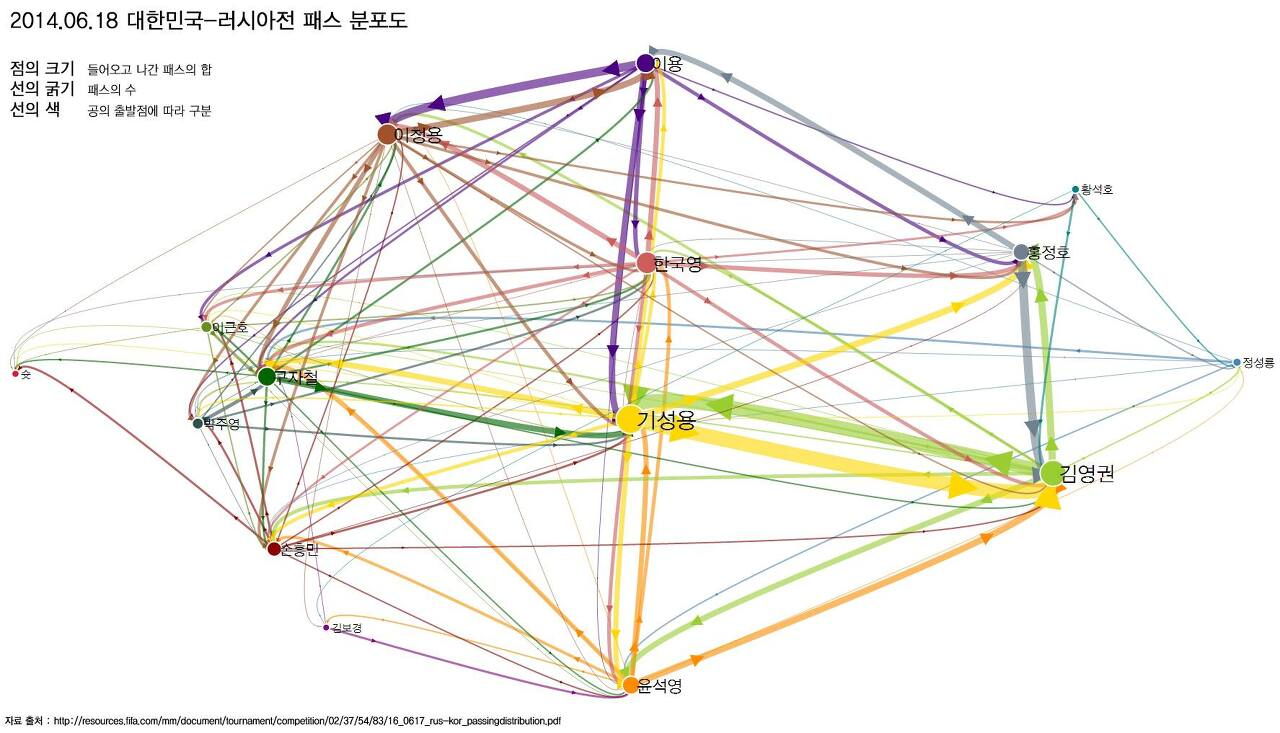 2014.06.18 대한민국-러시아전 패스 분포도
점의 크기 들어오고 나간 패스의 합
선의 굵기 패스의 수
선의 색 공의 출발점에 따라 구분
이용
이청용
황석호
홍정호
한국영
이근호
정성룡
슛
구자철
박주영
기성용
김영권
손흥민
김보경
윤석영
자료 출처 : http://resources.fifa.com/mm/document/tournament/competition/02/37/54/83/16_0617_rus-kor_passingdistribution.pdf